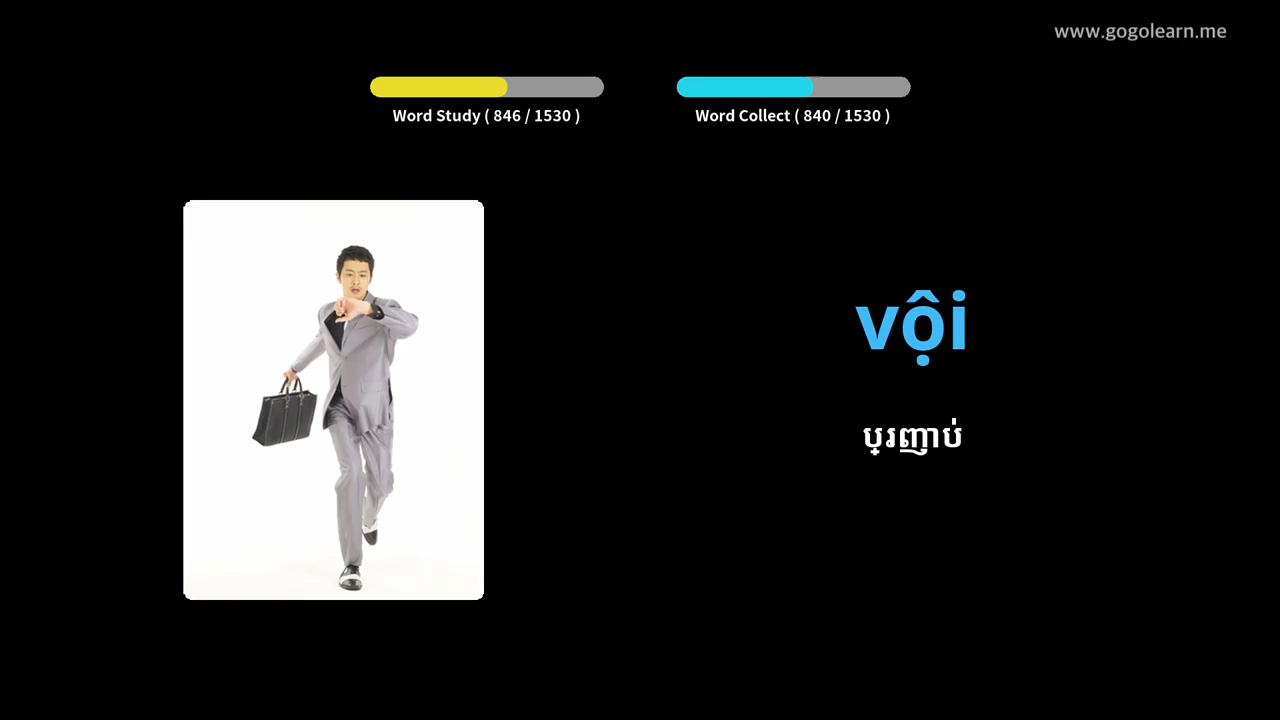 www.gogolearn.me
Word Study ( 846 / 1530 )
Word Collect ( 840 / 1530 )
vội
ប្រញាប់